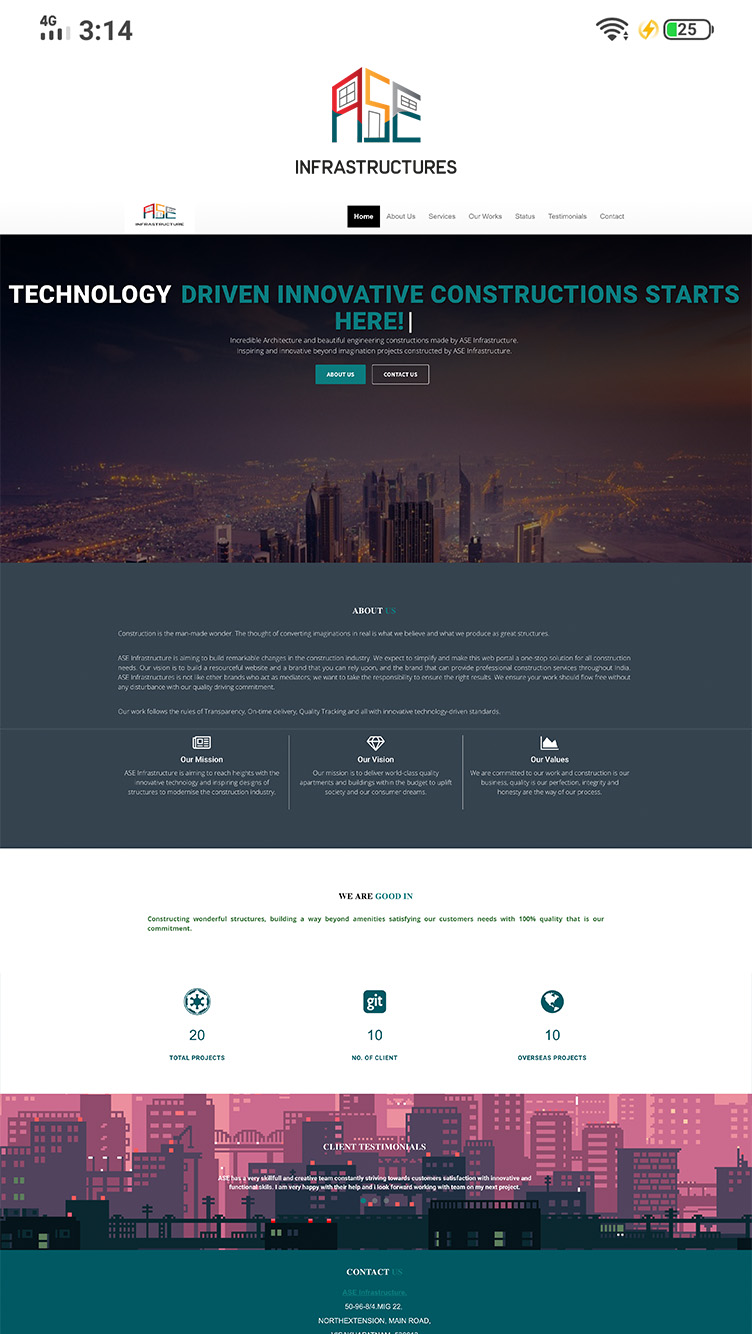 4G 3:14 25
ASE
INFRASTRUCTURES
ASE
INFRASTRUCTURE
Home About Us Services Our Works Status Testimonials Contact
TECHNOLOGY DRIVEN INNOVATIVE CONSTRUCTIONS STARTS
HERE!|
Incredible Architecture and beautiful engineering constructions made by ASE Infrastructure.
Inspiring and innovative beyond imagination projects constructed by ASE Infrastructure.
ABOUT US CONTACT US
ABOUT US
Construction is the man-made wonder. The thought of converting imaginations in real is what we believe and what we produce as great structures.
ASE Infrastructure is aiming to build remarkable changes in the construction industry. We expect to simplify and make this web portal a one-stop solution for all construction
needs. Our vision is to build a resourceful website and a brand that you can rely upon, and the brand that can provide professional construction services throughout India.
ASE Infrastructures is not like other brands who act as mediators; we want to take the responsibility to ensure the right results. We ensure your work should flow free without
any disturbance with our quality driving commitment.
Our work follows the rules of Transparency, On-time delivery, Quality Tracking and all with innovative technology-driven standards.
Our Mission
ASE Infrastructure is aiming to reach heights with the
innovative technology and inspiring designs of
structures to modernise the construction industry.
Our Vision
Our mission is to deliver world-class quality
apartments and buildings within the budget to uplift
society and our consumer dreams.
Our Values
We are committed to our work and construction is our
business, quality is our perfection, integrity and
honesty are the way of our process.
WE ARE GOOD IN
Constructing wonderful structures, building a way beyond amenities satisfying our customers needs with 100% quality that is our
commitment.
git
20 10 10
TOTAL PROJECTS NO. OF CLIENT OVERSEAS PROJECTS
CLIENT TESTIMONIALS
ASE has a very skillfull and creative team constantly striving towards customers satisfaction with innovative and
functional skills. I am very happy with their help and I look forward working with team on my next project.
CONTACT US
ASE Infrastructure,
50-96-8/4.MIG 22,
NORTHEXTENSION, MAIN ROAD,